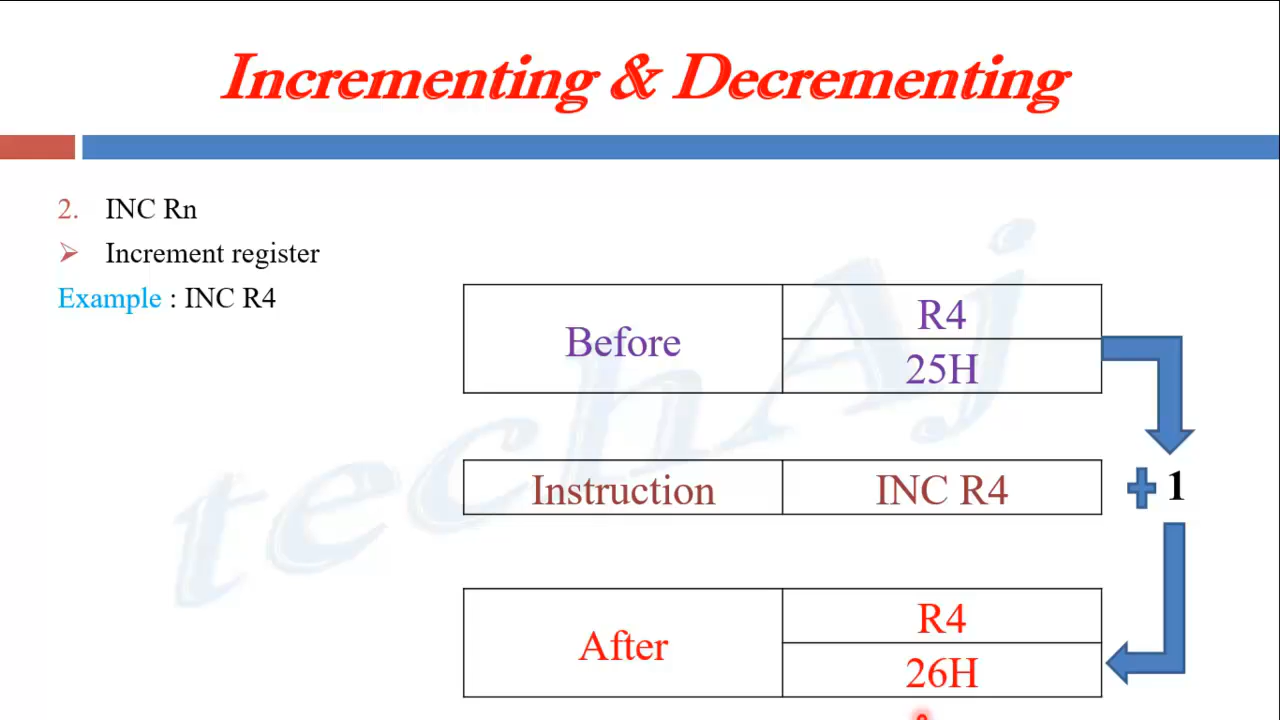 Incrementing & Decrementing
2. INC Rn
Increment register
Example : INC R4
Before
R4
25H
Instruction
INC R4
+ 1
After
R4
26H
techAj